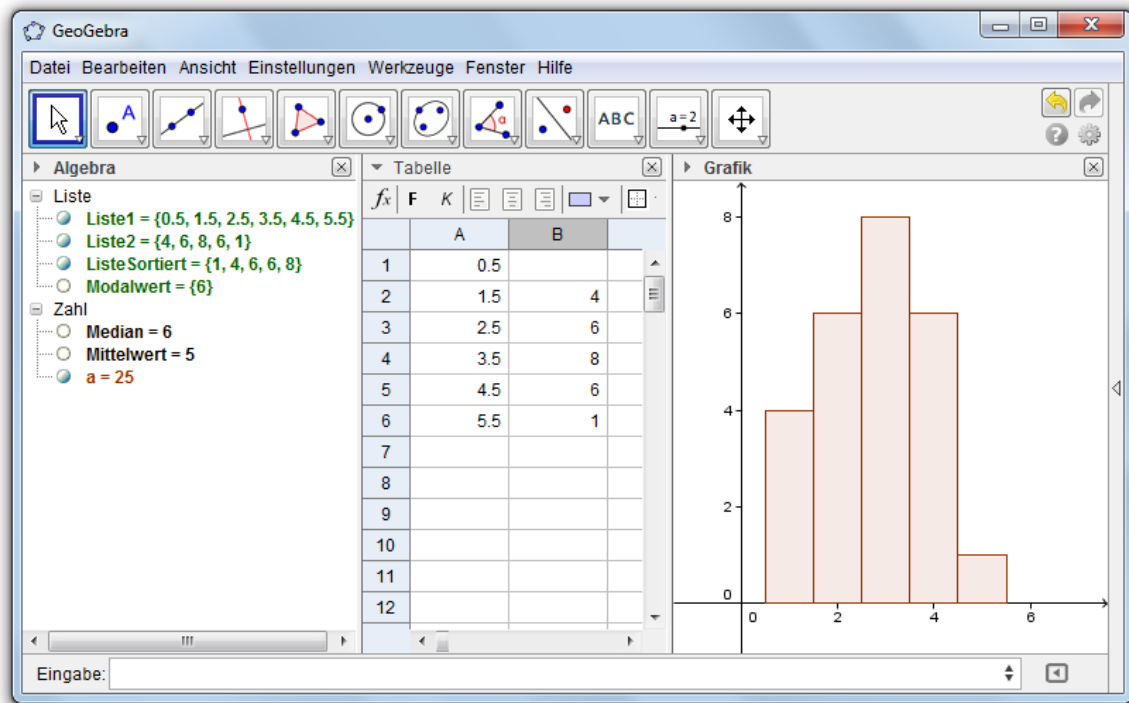 GeoGebra
Datei Bearbeiten Ansicht Einstellungen Werkzeuge Fenster Hilfe
A α ABC a=2
Algebra
Liste
Liste1 = {0.5, 1.5, 2.5, 3.5, 4.5, 5.5}
Liste2 = {4, 6, 8, 6, 1}
ListeSortiert = {1, 4, 6, 6, 8}
Modalwert = {6}
Zahl
Median = 6
Mittelwert = 5
a = 25
Tabelle
fx F K
A B
1 0.5
2 1.5 4
3 2.5 6
4 3.5 8
5 4.5 6
6 5.5 1
7
8
9
10
11
12
Grafik
8
6
4
2
0
0 2 4 6
Eingabe: